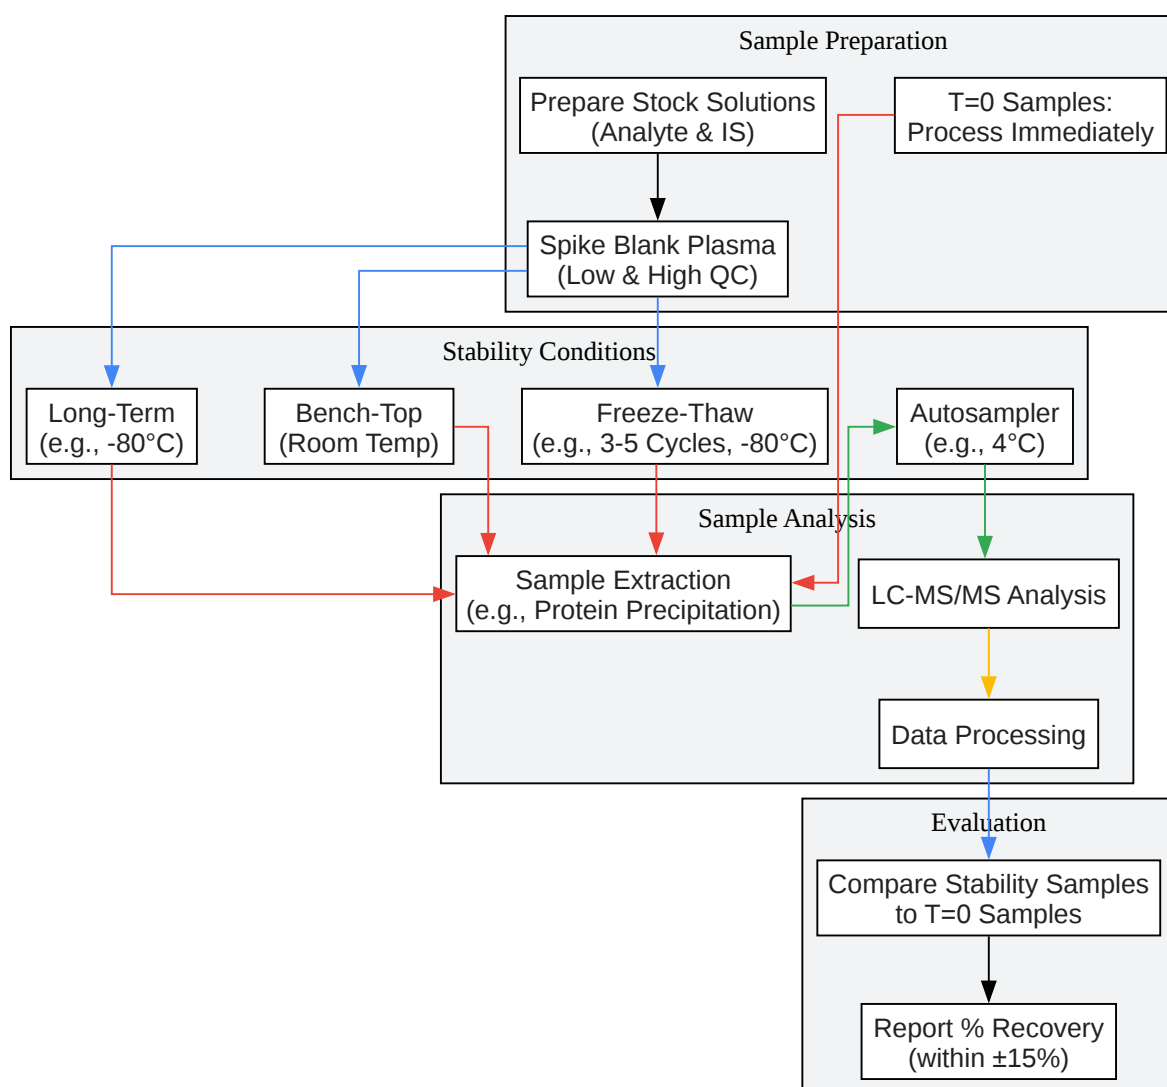 Sample Preparation
Prepare Stock Solutions
(Analyte & IS)
T=0 Samples:
Process Immediately
Spike Blank Plasma
(Low & High QC)
Stability Conditions
Long-Term
(e.g., -80°C)
Bench-Top
(Room Temp)
Freeze-Thaw
(e.g., 3-5 Cycles, -80°C)
Autosampler
(e.g., 4°C)
Sample Analysis
Sample Extraction
(e.g., Protein Precipitation)
LC-MS/MS Analysis
Data Processing
Evaluation
Compare Stability Samples
to T=0 Samples
Report % Recovery
(within ±15%)